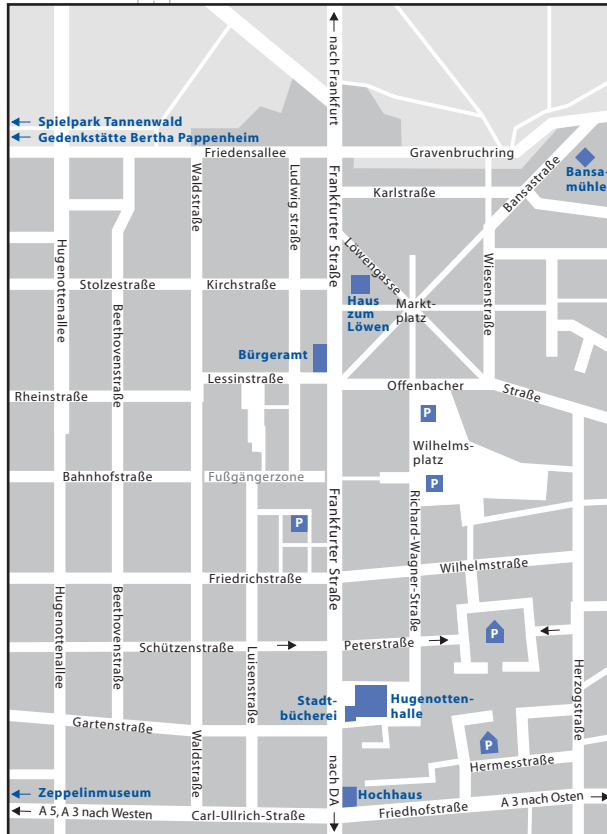 nach Frankfurt
Spielpark Tannenwald
Gedenkstätte Bertha Pappenheim
Friedensallee
Gravenbruchring
Bansa-
mühle
Bansastraße
Karlstraße
Waldstraße
Ludwig straße
Frankfurter Straße
Löwengasse
Wiesenstraße
Hugenottenallee
Stolzestraße
Kirchstraße
Haus
zum
Löwen
Markt-
platz
Beethovenstraße
Bürgeramt
Lessinstraße
Offenbacher
Straße
Rheinstraße
P
Wilhelms-
platz
Bahnhofstraße
Fußgängerzone
P
Frankfurter Straße
Richard-Wagner-Straße
P
Wilhelmstraße
Friedrichstraße
Hugenottenallee
Beethovenstraße
Schützenstraße
Luisenstraße
Peterstraße
P
Herzogstraße
Stadt-
bücherei
Hugenotten-
halle
Gartenstraße
Waldstraße
nach DA
P
Hermesstraße
Zeppelinmuseum
Hochhaus
A 5, A 3 nach Westen
Carl-Ullrich-Straße
Friedhofstraße
A 3 nach Osten